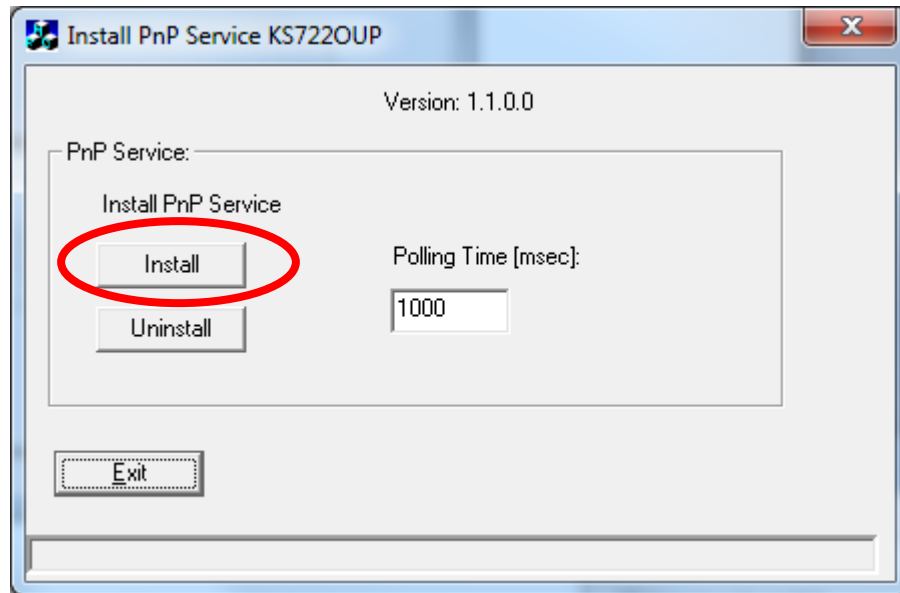 Install PnP Service KS722OUP
Version: 1.1.0.0
PnP Service:
Install PnP Service
Install
Polling Time [msec]:
1000
Uninstall
Exit